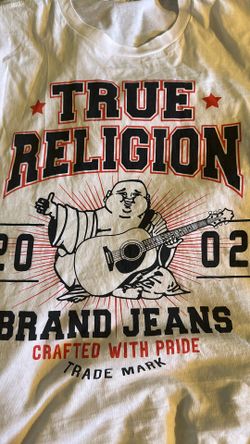 TRUE
RELIGION
20 02
BRAND JEANS
CRAFTED WITH PRIDE
TRADE MARK